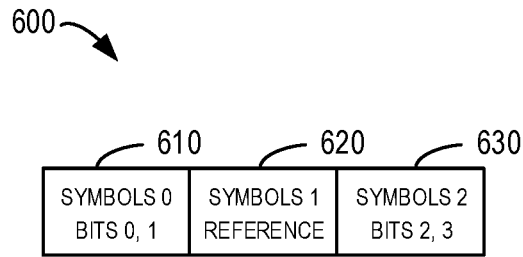 600
610 620 630
SYMBOLS 0 SYMBOLS 1 SYMBOLS 2
BITS 0, 1 REFERENCE BITS 2, 3